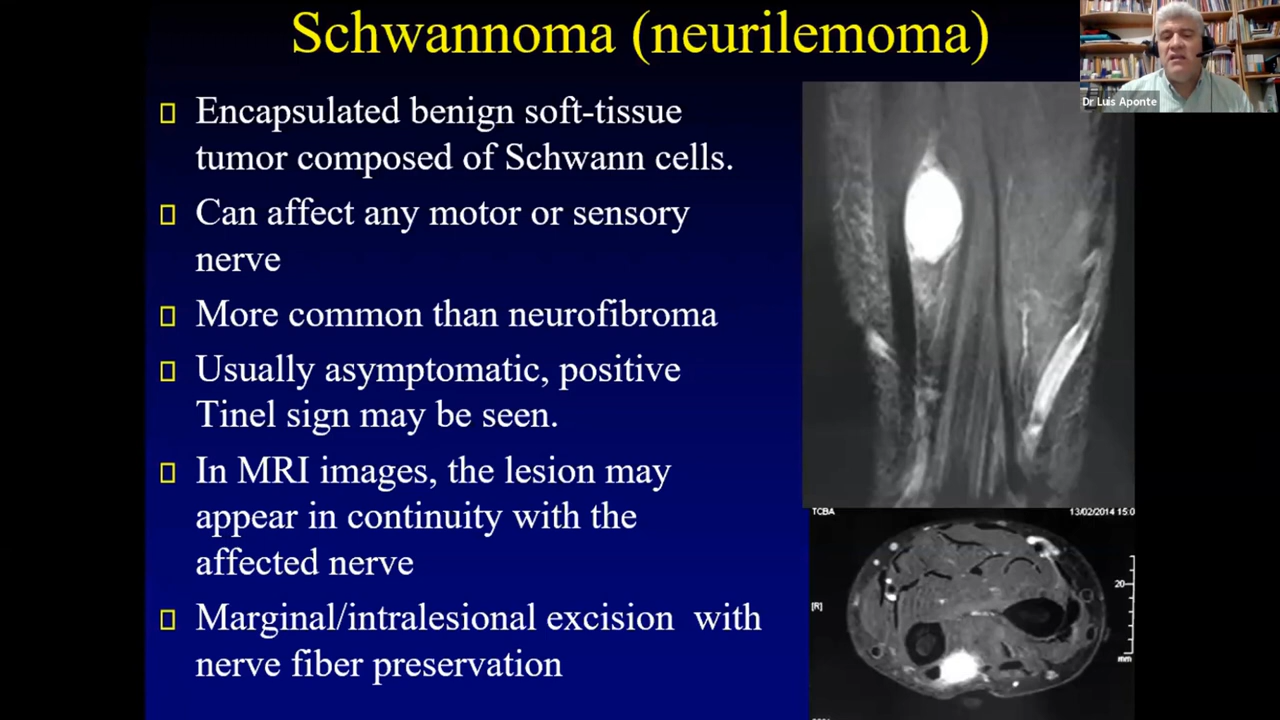 Schwannoma (neurilemoma)
Dr Luis Aponte
Encapsulated benign soft-tissue
tumor composed of Schwann cells.
Can affect any motor or sensory
nerve
More common than neurofibroma
Usually asymptomatic, positive
Tinel sign may be seen.
In MRI images, the lesion may
appear in continuity with the
affected nerve
Marginal/intralesional excision with
nerve fiber preservation
TCBA
13/02/2014 15:0
[R]
20
mm